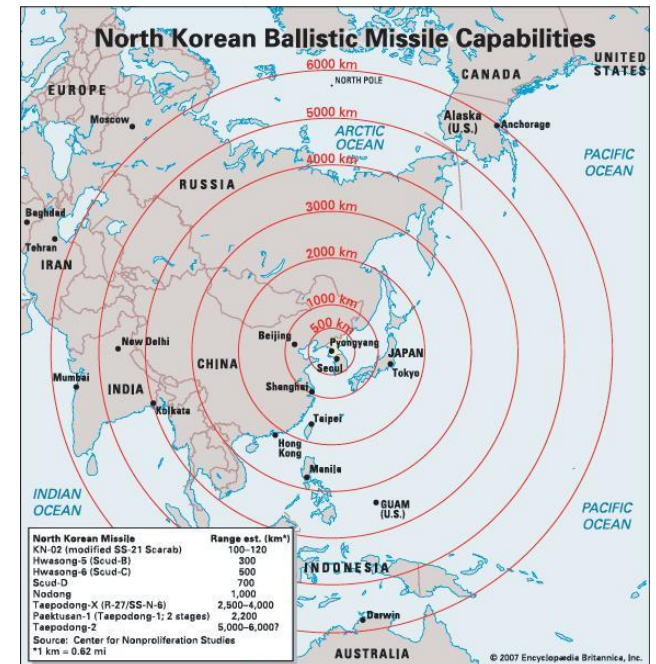 North Korean Ballistic Missile Capabilities
6000 km
NORTH POLE
CANADA
UNITED
STATES
EUROPE
Moscow
5000 km
ARCTIC
OCEAN
Alaska
(U.S.)
Anchorage
4000 km
PACIFIC
OCEAN
RUSSIA
3000 km
Baghdad
Tehran
IRAN
2000 km
1000 km
500 km
Beijing
Pyongyang
New Delhi
CHINA
Seoul
JAPAN
Tokyo
Mumbai
INDIA
Shanghai
Kolkata
Taipei
Hong
Kong
Manila
INDIAN
OCEAN
GUAM
(U.S.)
PACIFIC
OCEAN
North Korean Missile Range est. (km*)
KN-02 (modified SS-21 Scarab) 100–120
Hwasong-5 (Scud-B) 300
Hwasong-6 (Scud-C) 500
Scud-D 700
Nodong 1,000
Taepodong-X (R-27/SS-N-6) 2,500–4,000
Paektusan-1 (Taepodong-1; 2 stages) 2,200
Taepodong-2 5,000–6,000?
Source: Center for Nonproliferation Studies
*1 km = 0.62 mi
INDONESIA
Darwin
AUSTRALIA
© 2007 Encyclopædia Britannica, Inc.